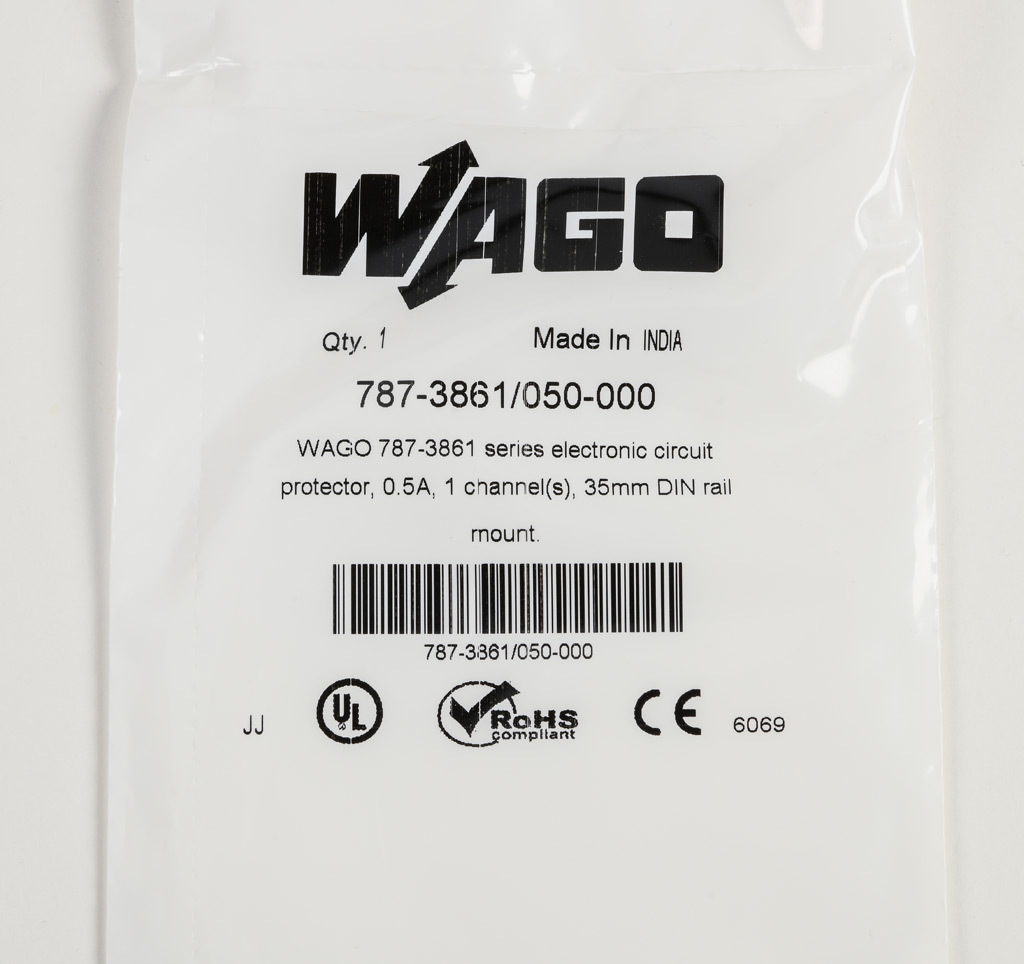 WAGO
Qty. 1 Made In INDIA
787-3861/050-000
WAGO 787-3861 series electronic circuit
protector, 0.5A, 1 channel(s), 35mm DIN rail
mount.
787-3861/050-000
JJ UL RoHS compliant CE 6069